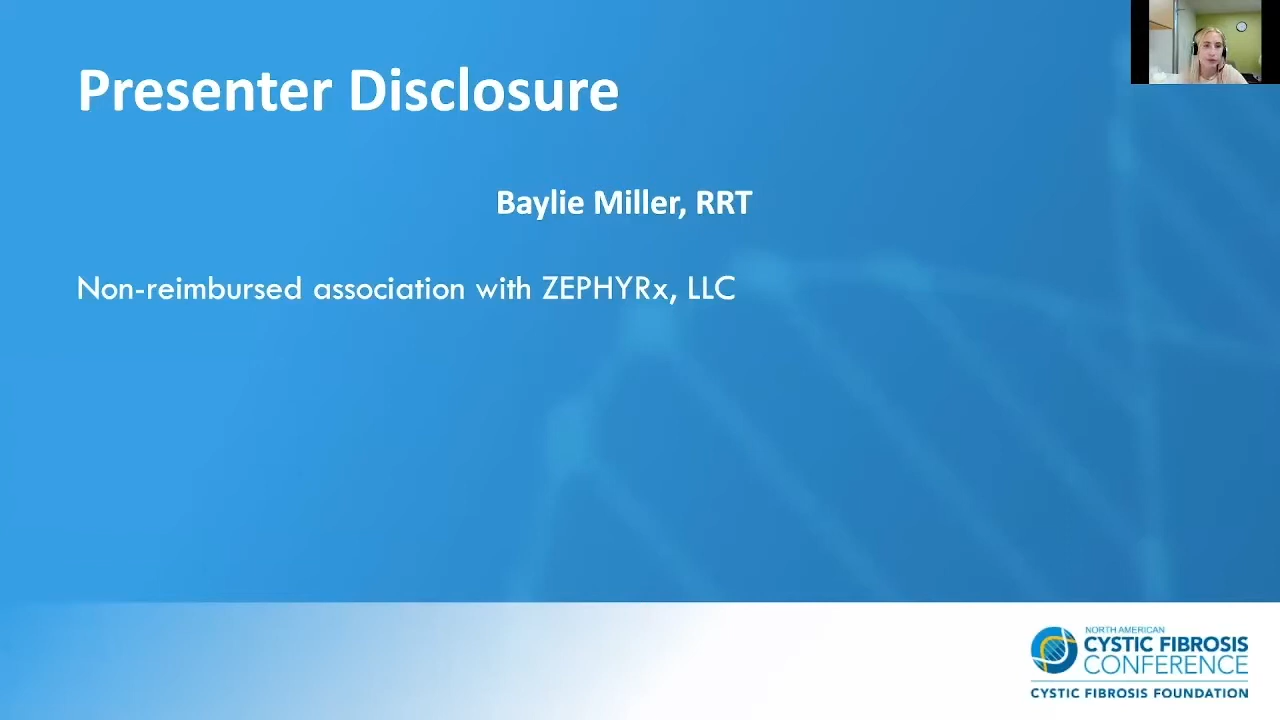 Presenter Disclosure
Baylie Miller, RRT
Non-reimbursed association with ZEPHYRx, LLC
NORTH AMERICAN
CYSTIC FIBROSIS
CONFERENCE
CYSTIC FIBROSIS FOUNDATION